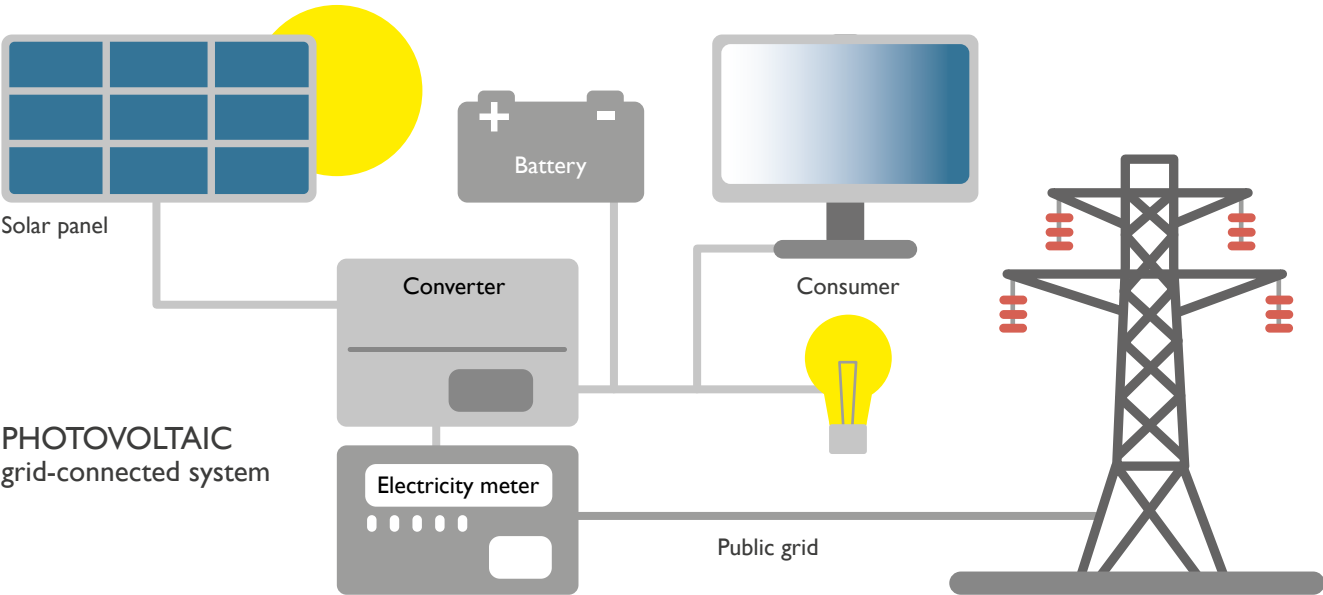 Solar panel
+ -
Battery
Converter
Consumer
PHOTOVOLTAIC
grid-connected system
Electricity meter
Public grid